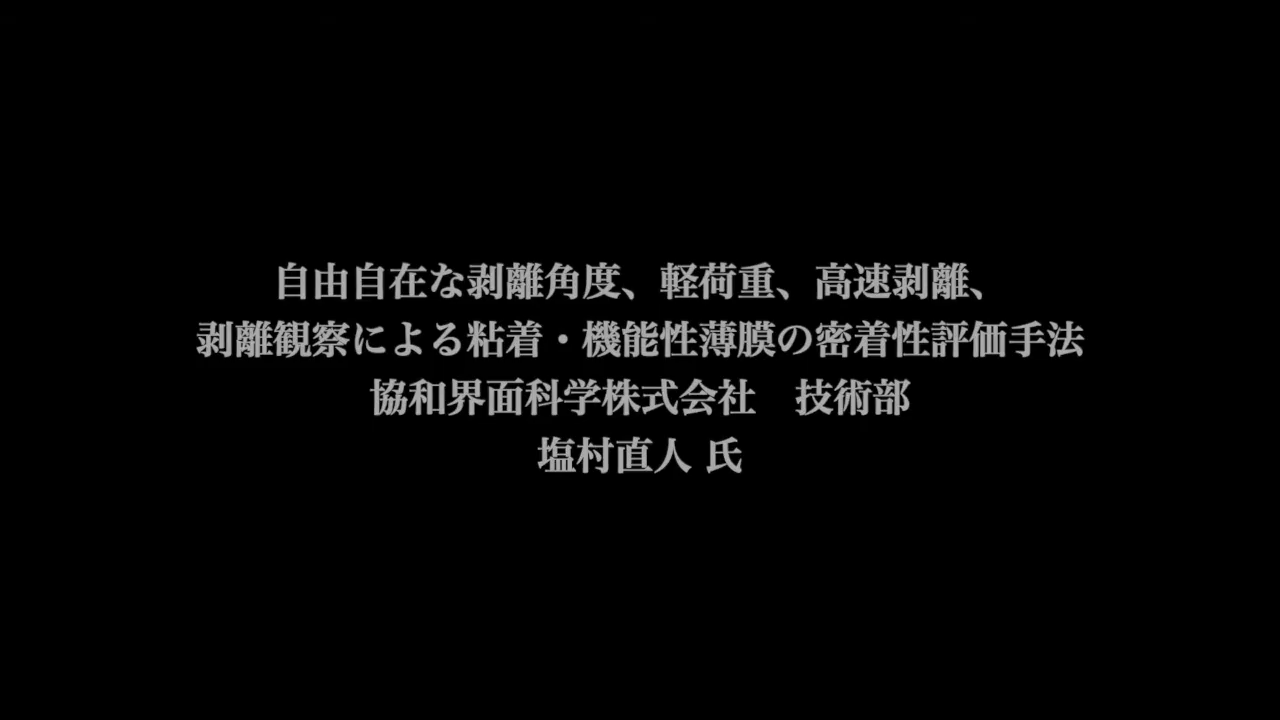 自由自在な剥離角度、軽荷重、高速剥離、
剥離観察による粘着・機能性薄膜の密着性評価手法
協和界面科学株式会社　技術部
塩村直人 氏